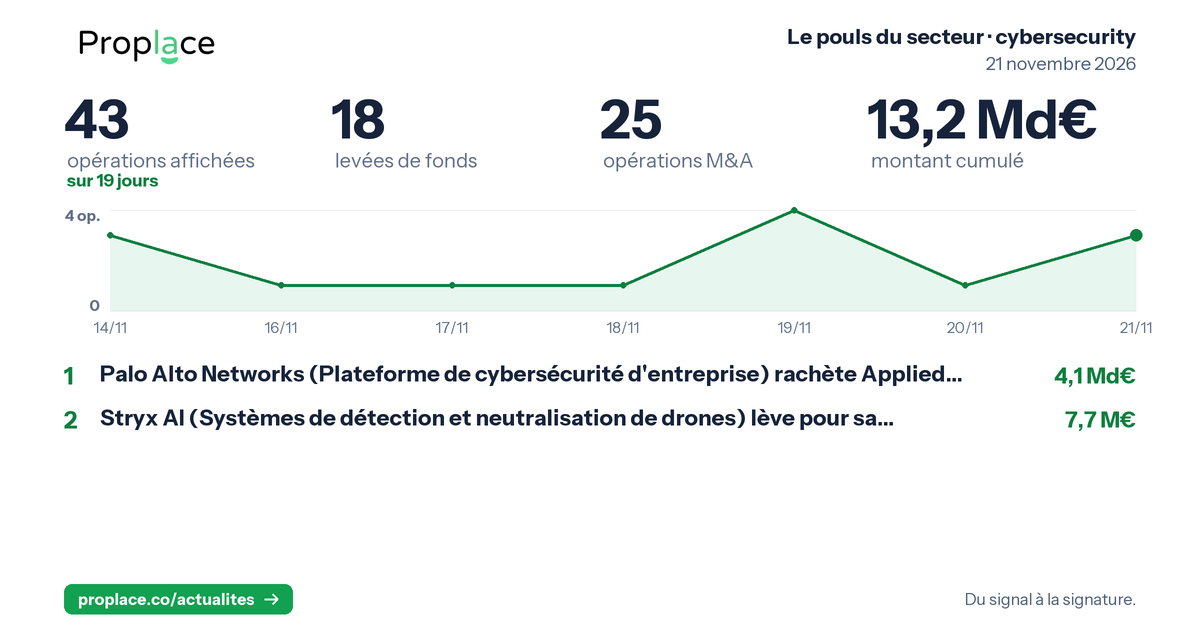 Proplace
Le pouls du secteur · cybersecurity
21 novembre 2026
43
opérations affichées
sur 19 jours
18
levées de fonds
25
opérations M&A
13,2 Md€
montant cumulé
4 op.
0
14/11 16/11 17/11 18/11 19/11 20/11 21/11
1 Palo Alto Networks (Plateforme de cybersécurité d'entreprise) rachète Applied... 4,1 Md€
2 Stryx AI (Systèmes de détection et neutralisation de drones) lève pour sa... 7,7 M€
proplace.co/actualites →
Du signal à la signature.